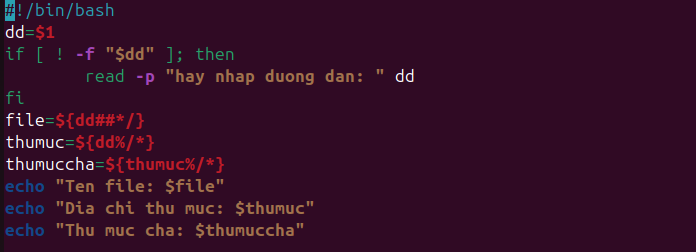 #!/bin/bash
dd=$1
if [ ! -f "$dd" ]; then
        read -p "hay nhap duong dan: " dd
fi
file=${dd##*/}
thumuc=${dd%/*}
thumuccha=${thumuc%/*}
echo "Ten file: $file"
echo "Dia chi thu muc: $thumuc"
echo "Thu muc cha: $thumuccha"